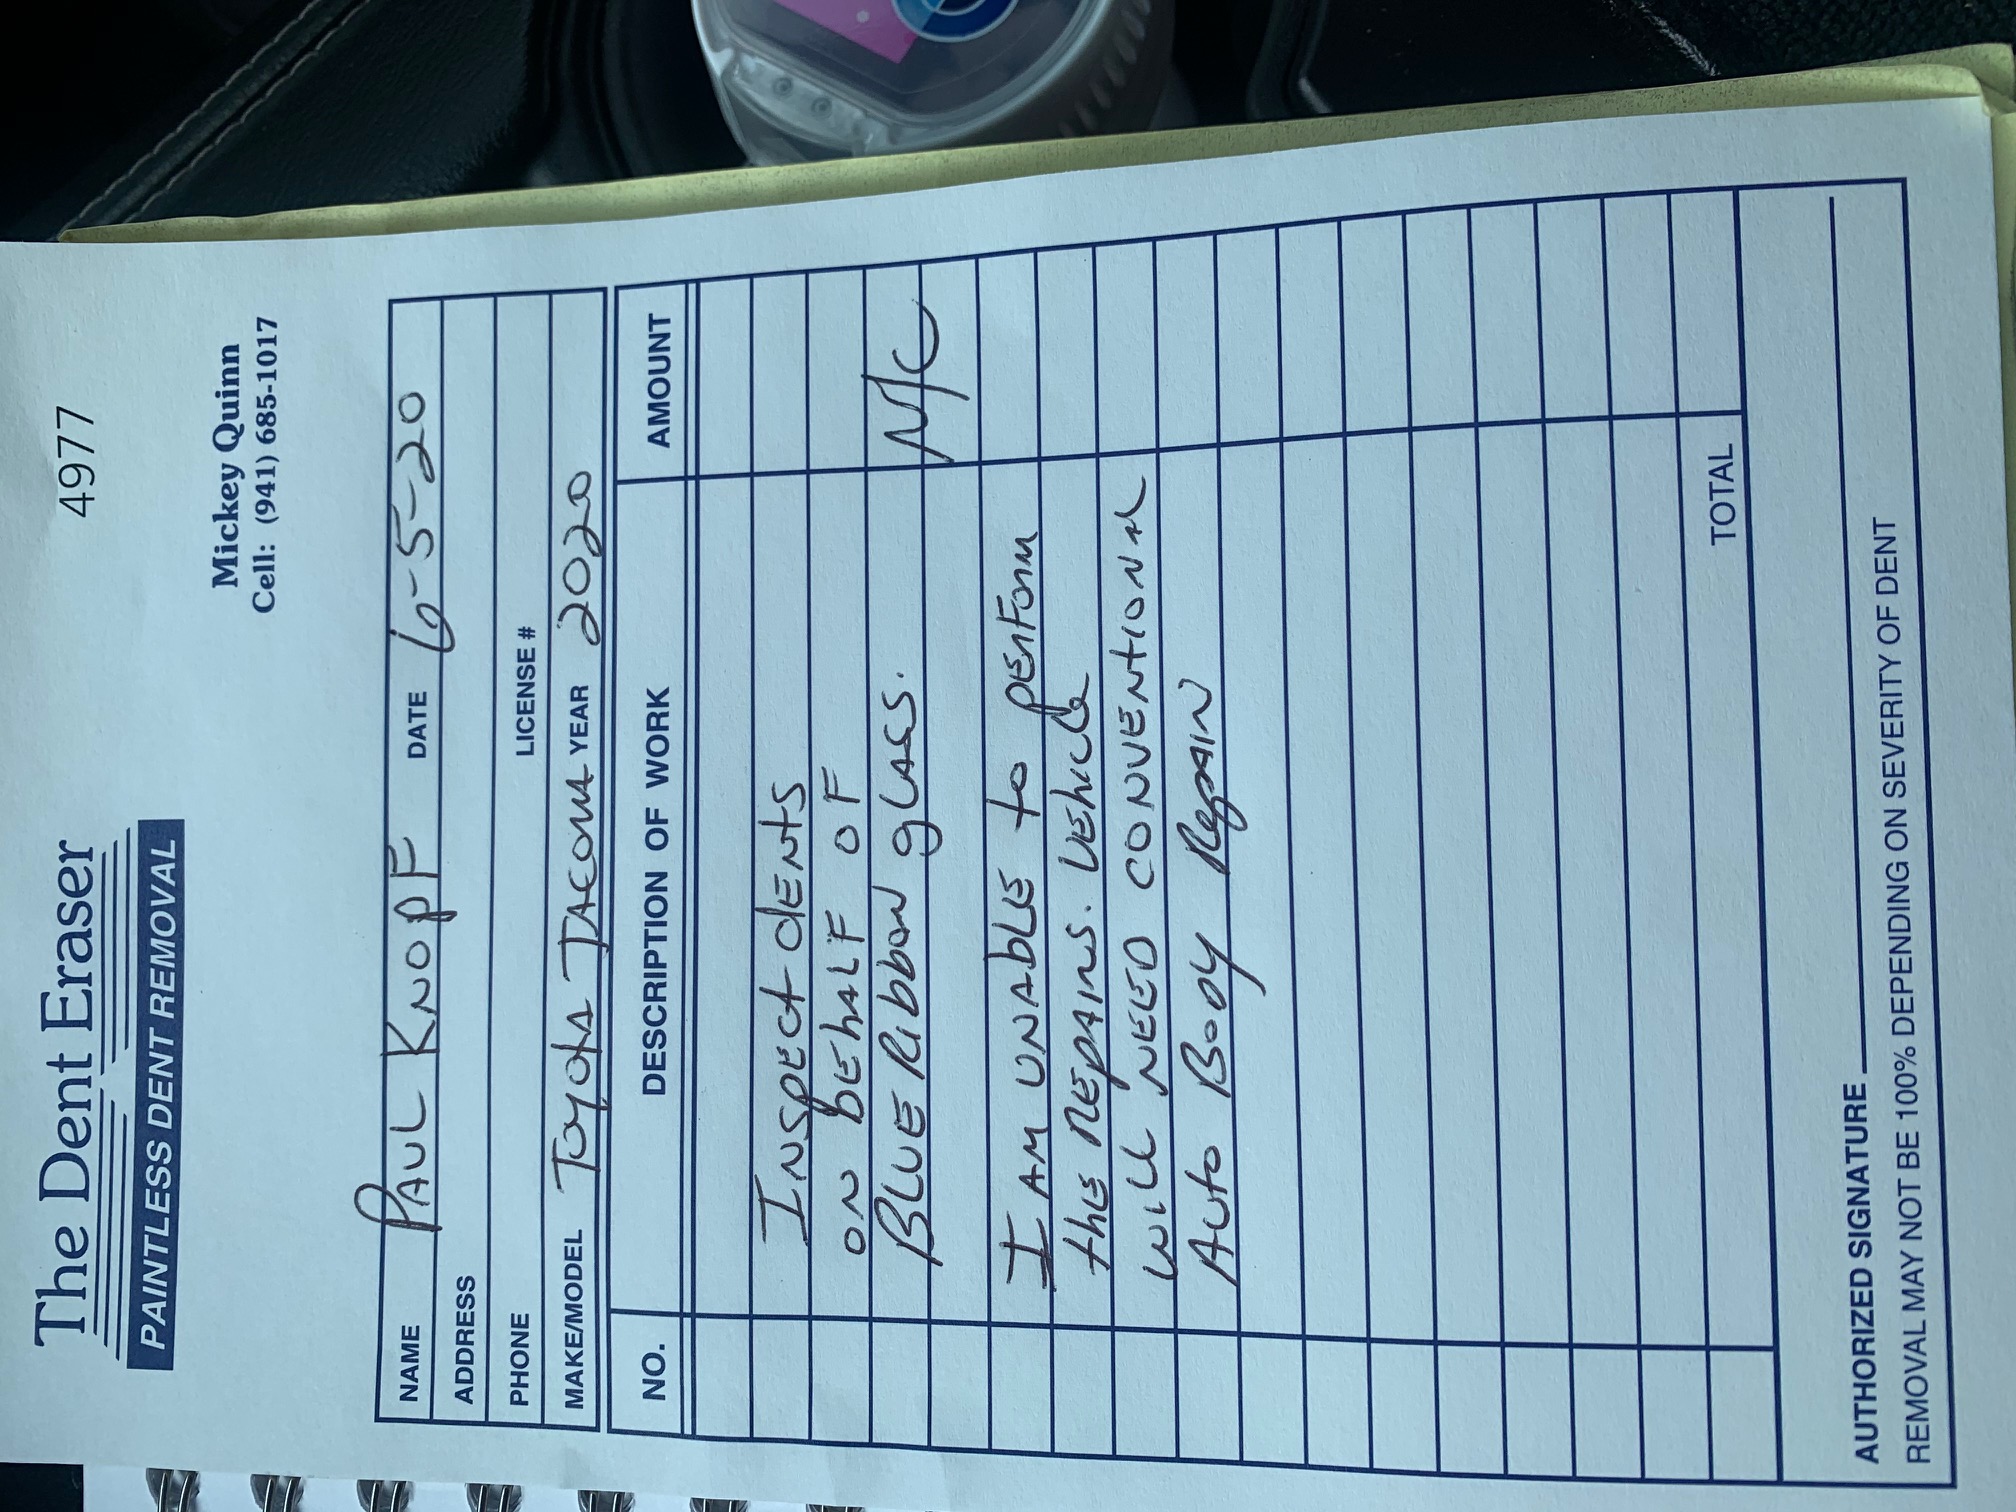 The Dent Eraser
4977
PAINTLESS DENT REMOVAL
Mickey Quinn
Cell: (941) 685-1017
NAME PAUL KNOPF DATE 6-5-20
ADDRESS
PHONE LICENSE #
MAKE/MODEL TOYOTA TACOMA YEAR 2020
NO. DESCRIPTION OF WORK AMOUNT
INSPECT dENTS
ON bEhALF OF
BLUE Ribbon gLASS. N/C
I AM UNAbLE to pERFORM
thE REPAIRS. VEhiclE
will NEED CONVENTIONAL
AUTO BODY REPAIR
TOTAL
AUTHORIZED SIGNATURE
REMOVAL MAY NOT BE 100% DEPENDING ON SEVERITY OF DENT